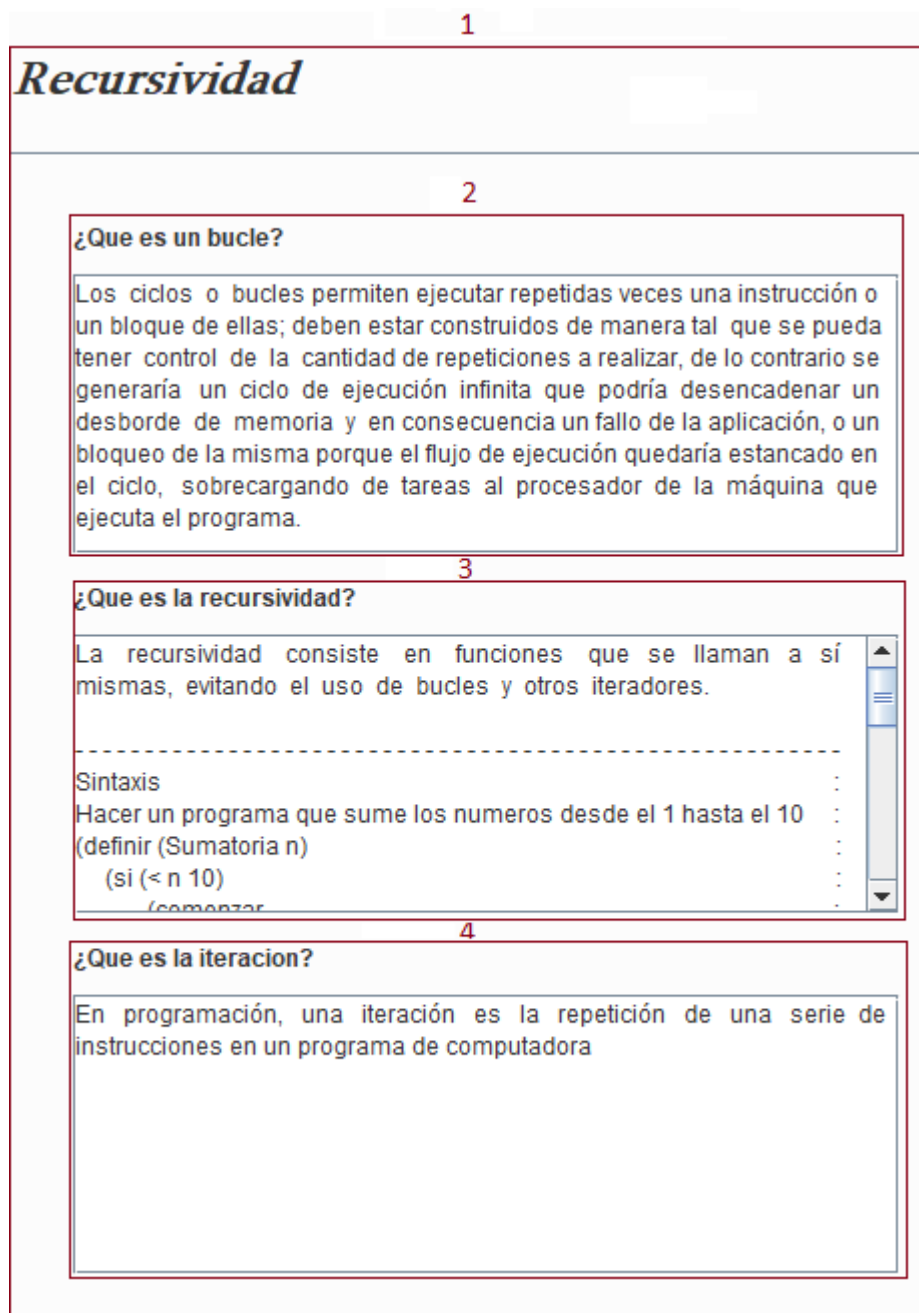 1
Recursividad
2
¿Que es un bucle?
Los ciclos o bucles permiten ejecutar repetidas veces una instrucción o
un bloque de ellas; deben estar construidos de manera tal que se pueda
tener control de la cantidad de repeticiones a realizar, de lo contrario se
generaría un ciclo de ejecución infinita que podría desencadenar un
desborde de memoria y en consecuencia un fallo de la aplicación, o un
bloqueo de la misma porque el flujo de ejecución quedaría estancado en
el ciclo, sobrecargando de tareas al procesador de la máquina que
ejecuta el programa.
3
¿Que es la recursividad?
La recursividad consiste en funciones que se llaman a sí
mismas, evitando el uso de bucles y otros iteradores.
- - - - - - - - - - - - - - - - - - - - - - - - - - - - - - - - - - - - - - - - - - - - - - - - - - - - - - - -
Sintaxis :
Hacer un programa que sume los numeros desde el 1 hasta el 10 :
(definir (Sumatoria n) :
(si (< n 10) :
(comenzar :
4
¿Que es la iteracion?
En programación, una iteración es la repetición de una serie de
instrucciones en un programa de computadora